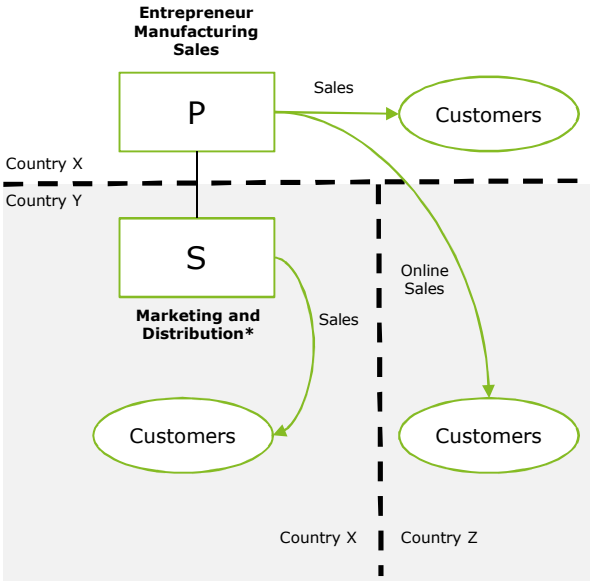 Entrepreneur
Manufacturing
Sales
P
Sales
Customers
Country X
Country Y
S
Online
Sales
Marketing and
Distribution*
Sales
Customers
Customers
Country X
Country Z